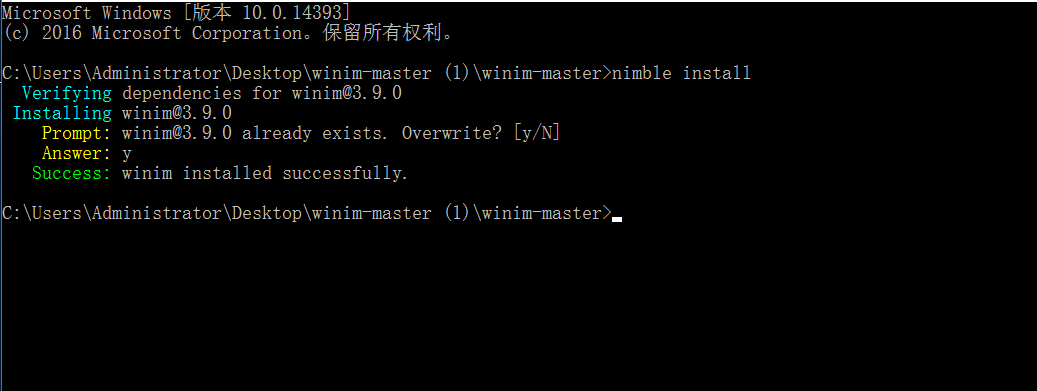 Microsoft Windows [版本 10.0.14393]
(c) 2016 Microsoft Corporation。保留所有权利。
C:\Users\Administrator\Desktop\winim-master (1)\winim-master>nimble install
Verifying dependencies for winim@3.9.0
Installing winim@3.9.0
Prompt: winim@3.9.0 already exists. Overwrite? [y/N]
Answer: y
Success: winim installed successfully.
C:\Users\Administrator\Desktop\winim-master (1)\winim-master>